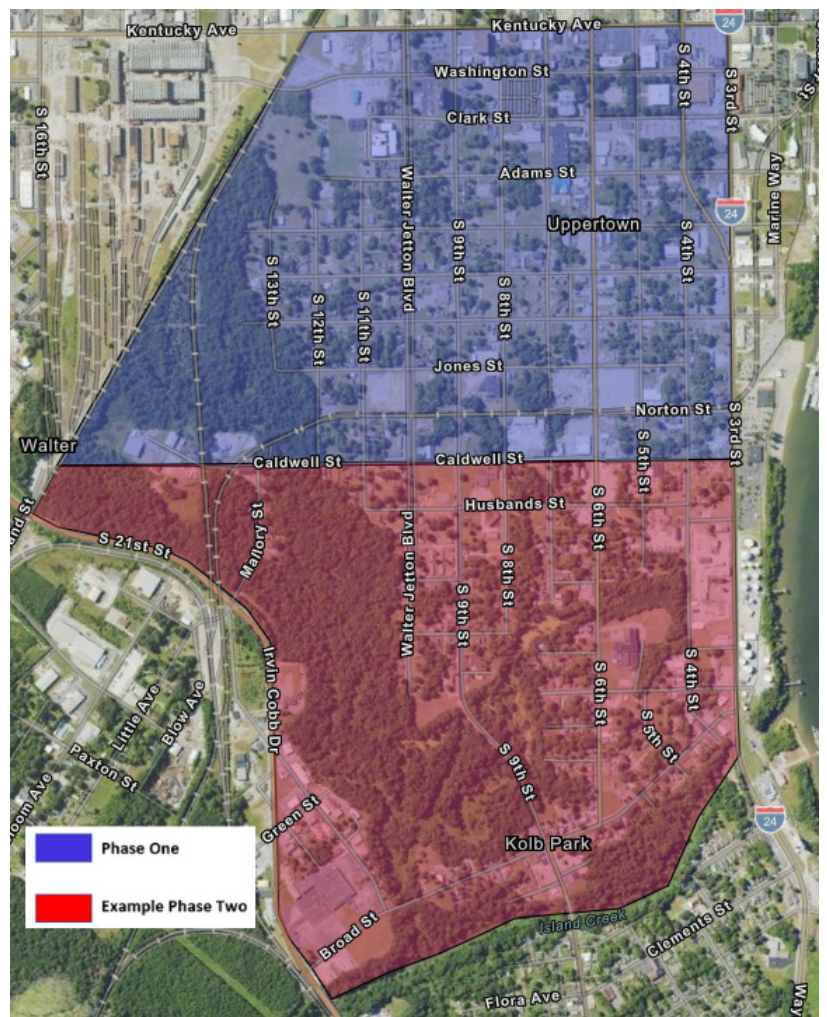 Kentucky Ave
Kentucky Ave
24
Washington St
S 4th St
S 3rd St
S 16th St
Clark St
Adams St
Marine Way
Walter Jetton Blvd
24
Uppertown
S 9th St
S 4th St
S 13th St
S 12th St
S 11th St
S 8th St
Jones St
Norton St
S 3rd St
Walter
Caldwell St
Caldwell St
S 5th St
Husbands St
S 6th St
Mallory St
Walter Jetton Blvd
S 21st St
S 8th St
S 9th St
Irvin Cobb Dr
S 6th St
S 4th St
Little Ave
Blow Ave
S 5th St
Paxton St
S 9th St
24
Green St
Kolb Park
Phase One
Example Phase Two
Broad St
Island Creek
Clements St
Flora Ave
Way